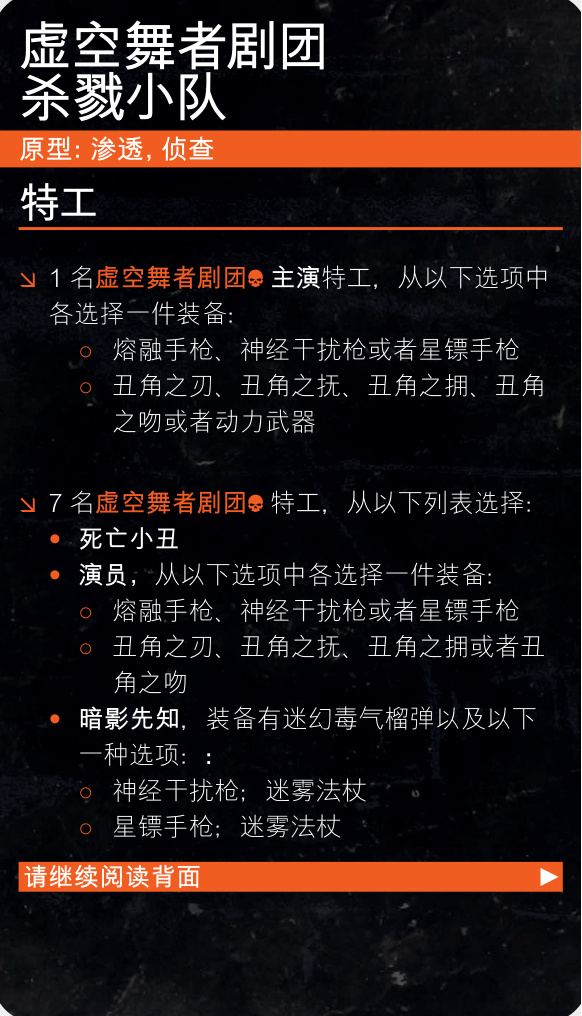 虚空舞者剧团
杀戮小队
原型: 渗透, 侦查
特工
1 名虚空舞者剧团 主演特工，从以下选项中
各选择一件装备:
熔融手枪、神经干扰枪或者星镖手枪
丑角之刃、丑角之抚、丑角之拥、丑角
之吻或者动力武器
7 名虚空舞者剧团 特工，从以下列表选择:
死亡小丑
演员，从以下选项中各选择一件装备:
熔融手枪、神经干扰枪或者星镖手枪
丑角之刃、丑角之抚、丑角之拥或者丑
角之吻
暗影先知，装备有迷幻毒气榴弹以及以下
一种选项: :
神经干扰枪；迷雾法杖
星镖手枪；迷雾法杖
请继续阅读背面